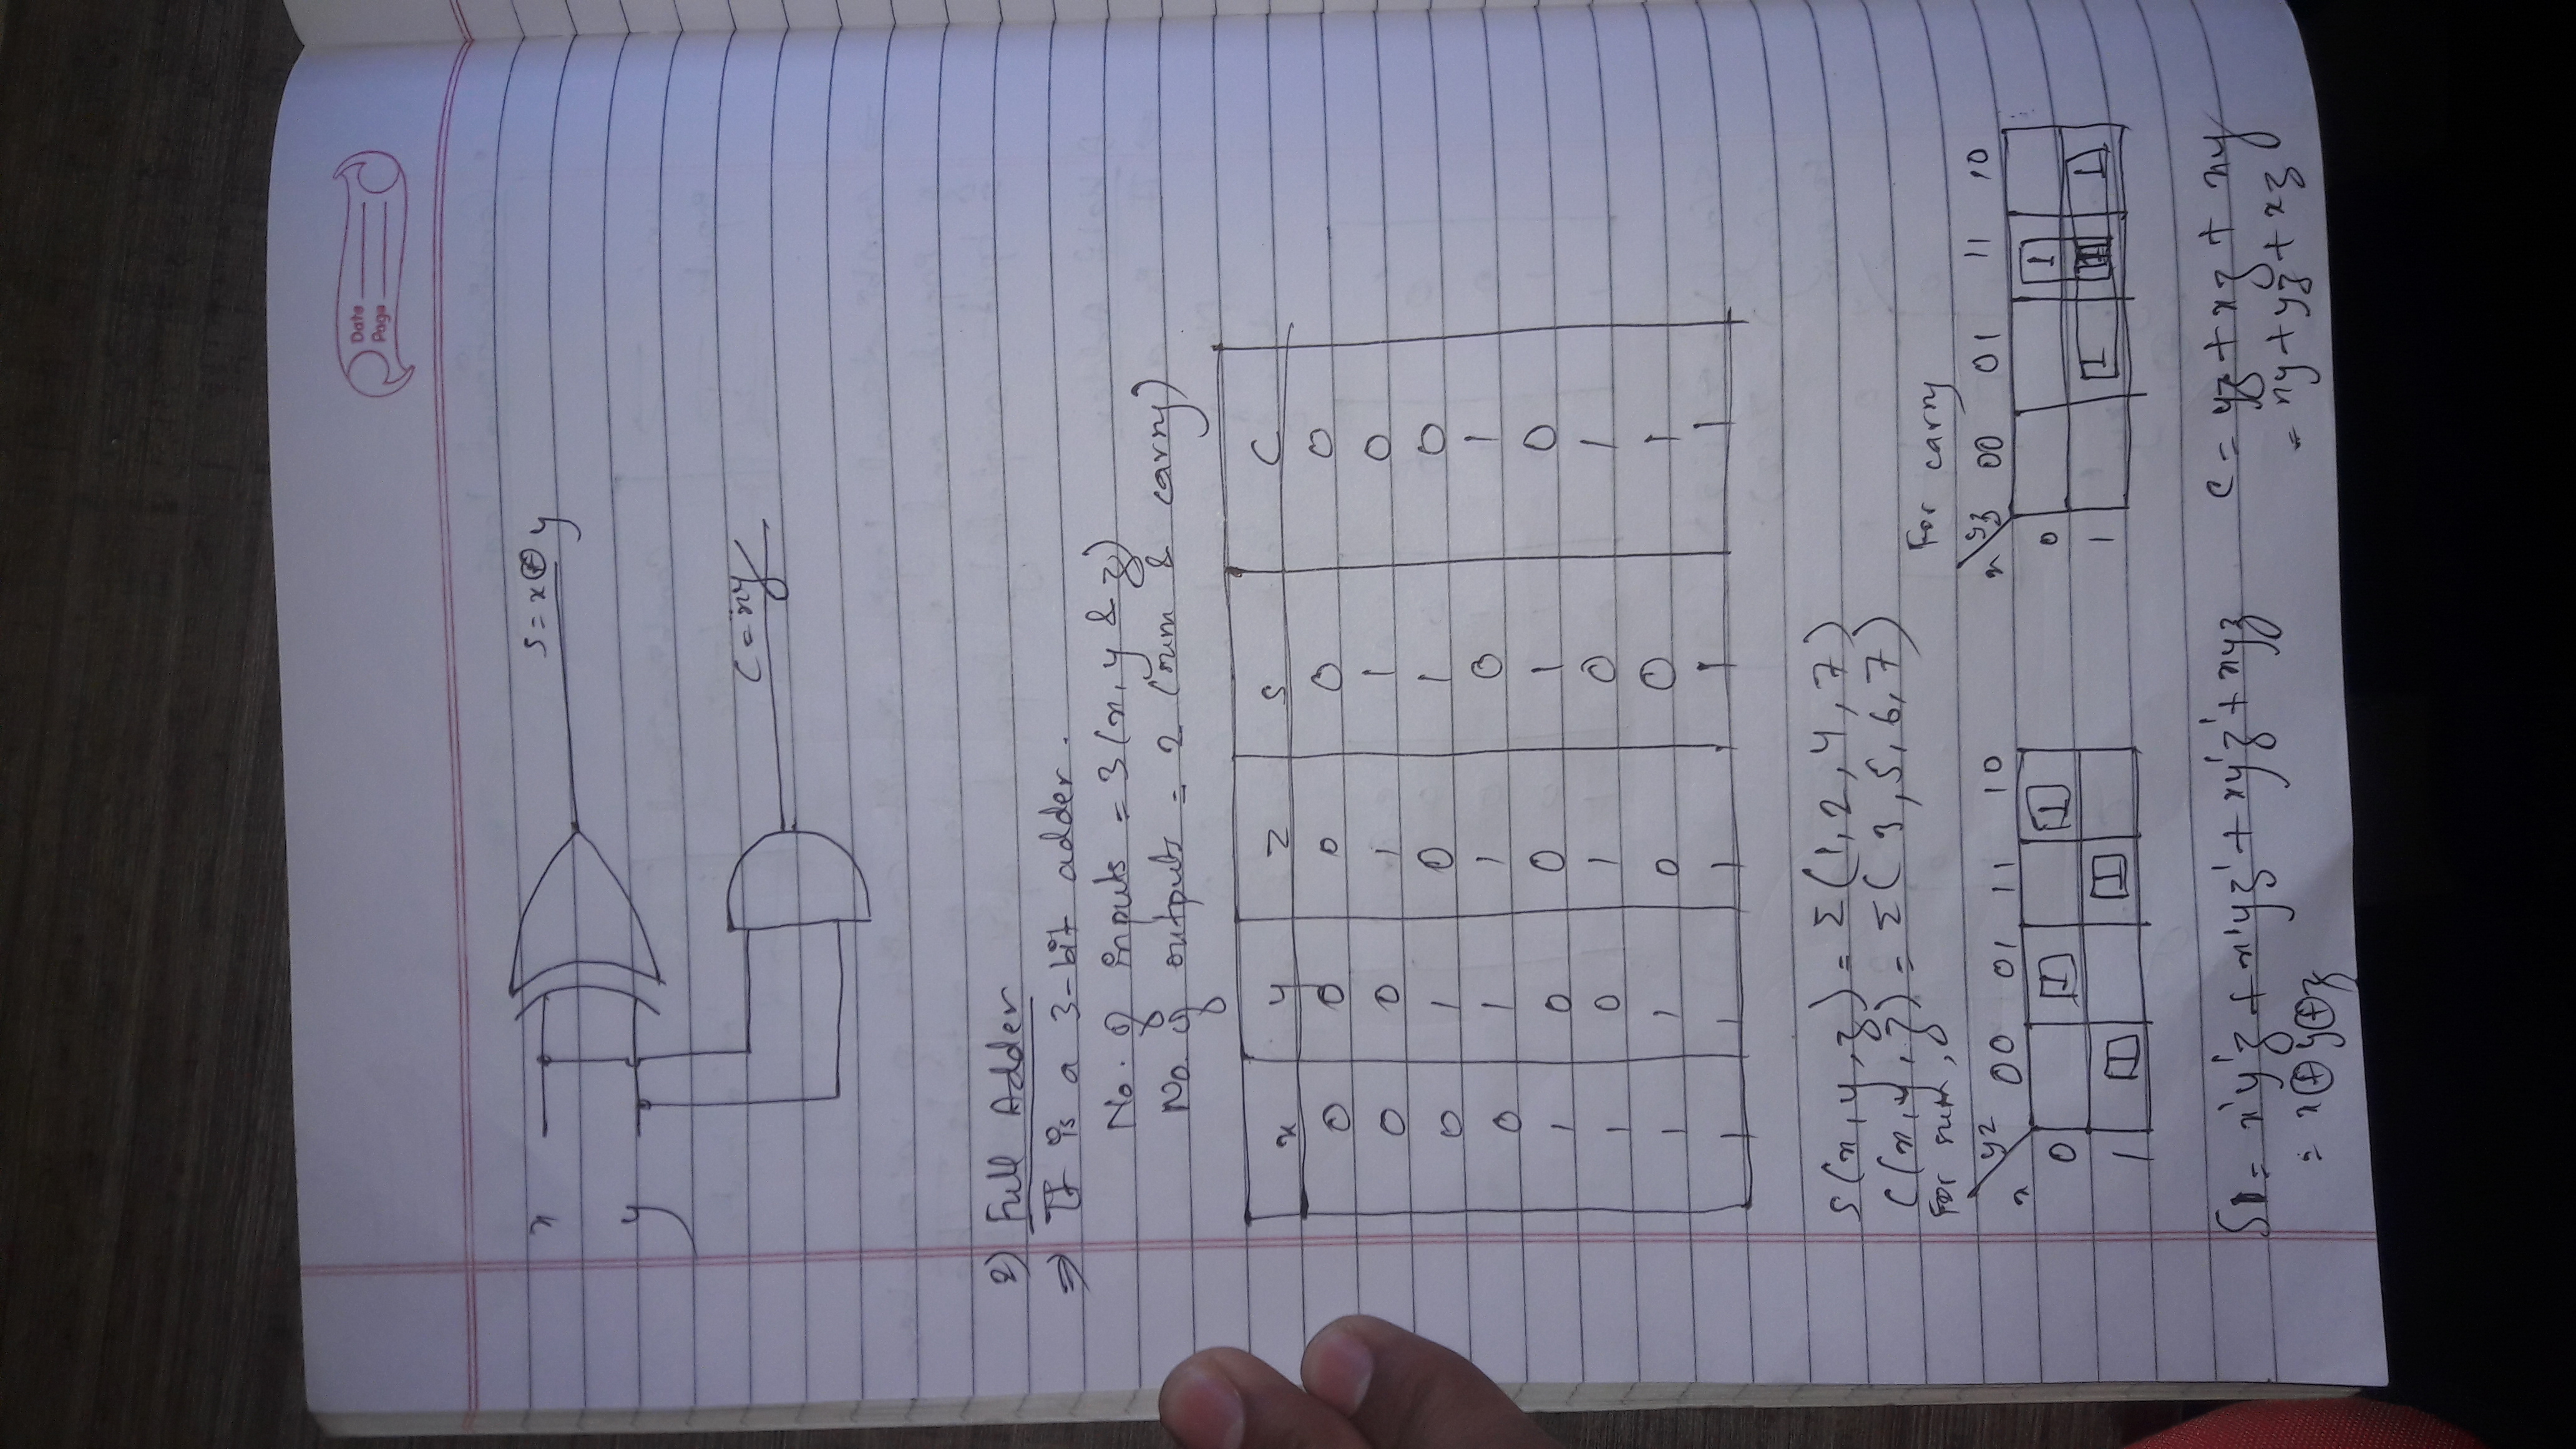 Date
Page
x
S = x ⊕ y
y
C = xy
2) Full Adder
⇒ It is a 3-bit adder.
No. of inputs = 3 (x, y & z)
No. of outputs = 2 (sum & carry)
x y z S C
0 0 0 0 0
0 0 1 1 0
0 1 0 1 0
0 1 1 0 1
1 0 0 1 0
1 0 1 0 1
1 1 0 0 1
1 1 1 1 1
S(x, y, z) = Σ(1, 2, 4, 7)
C(x, y, z) = Σ(3, 5, 6, 7)
For sum,
x yz 00 01 11 10
0 1 1
1 1 1
For carry
x yz 00 01 11 10
0 1
1 1 1 1
S = x'y'z + x'yz' + xy'z' + xyz
= x ⊕ y ⊕ z
C = yz + xz + xy
= xy + yz + xz